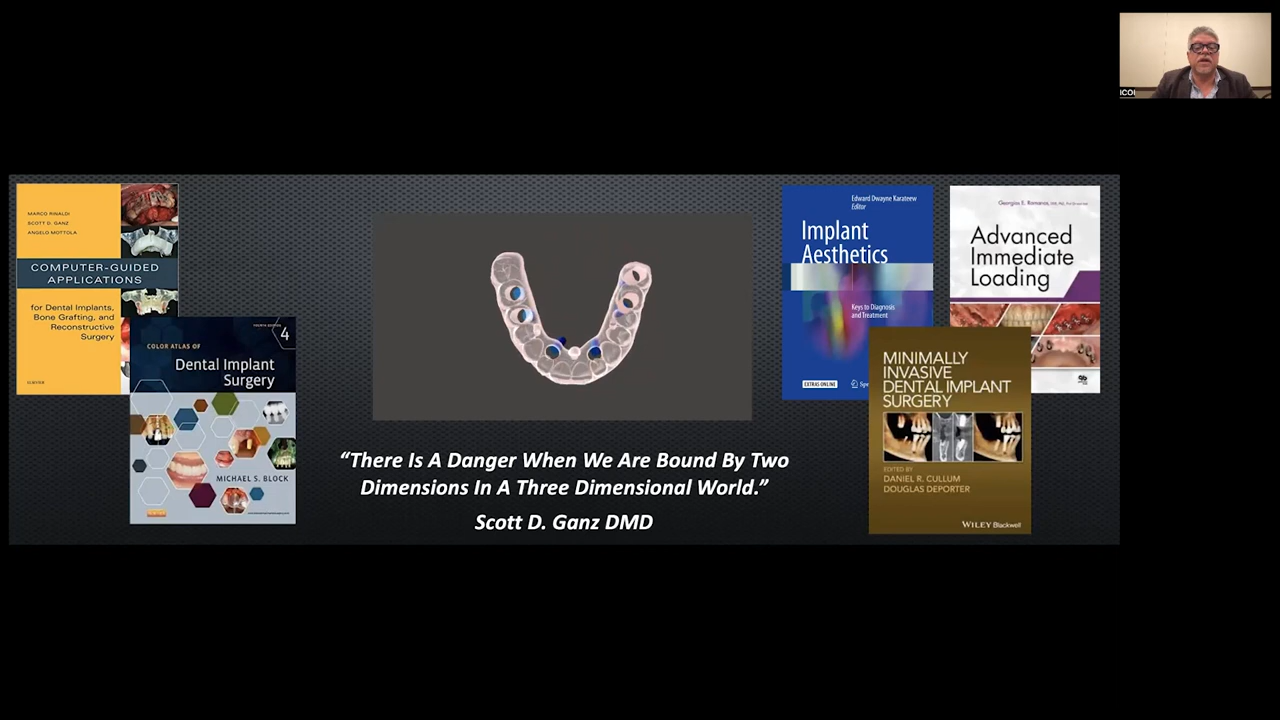 ICOI
MARCO RINALDI
SCOTT D. GANZ
ANGELO MOTTOLA
COMPUTER-GUIDED
APPLICATIONS
for Dental Implants,
Bone Grafting, and
Reconstructive
Surgery
ELSEVIER
FOURTH EDITION
4
COLOR ATLAS OF
Dental Implant
Surgery
MICHAEL S. BLOCK
ELSEVIER
“There Is A Danger When We Are Bound By Two
Dimensions In A Three Dimensional World.”
Scott D. Ganz DMD
Edward Dwayne Karateew
Editor
Implant
Aesthetics
Keys to Diagnosis
and Treatment
EXTRAS ONLINE
Spr
Georgios E. Romanos,
Advanced
Immediate
Loading
MINIMALLY
INVASIVE
DENTAL IMPLANT
SURGERY
EDITED BY
DANIEL R. CULLUM
DOUGLAS DEPORTER
WILEY Blackwell